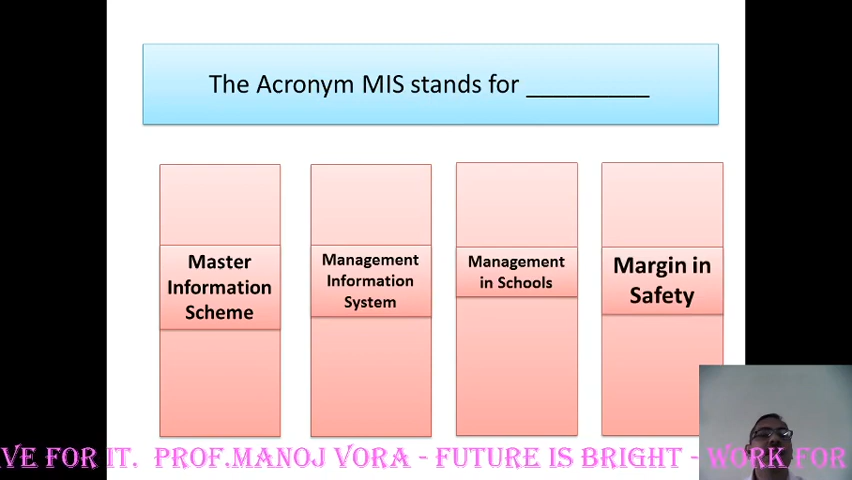 The Acronym MIS stands for _________
Master
Information
Scheme
Management
Information
System
Management
in Schools
Margin in
Safety
VE FOR IT. PROF.MANOJ VORA - FUTURE IS BRIGHT - WORK FOR